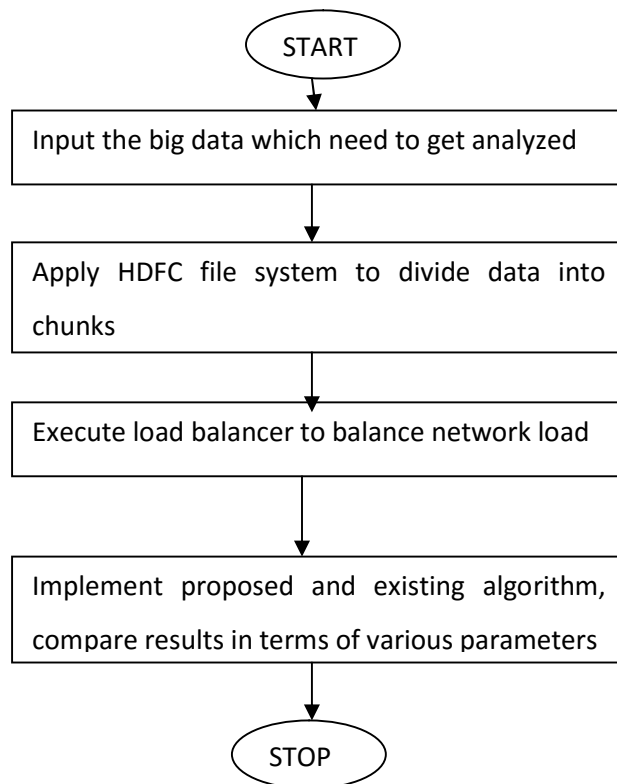 START
Input the big data which need to get analyzed
Apply HDFC file system to divide data into
chunks
Execute load balancer to balance network load
Implement proposed and existing algorithm,
compare results in terms of various parameters
STOP